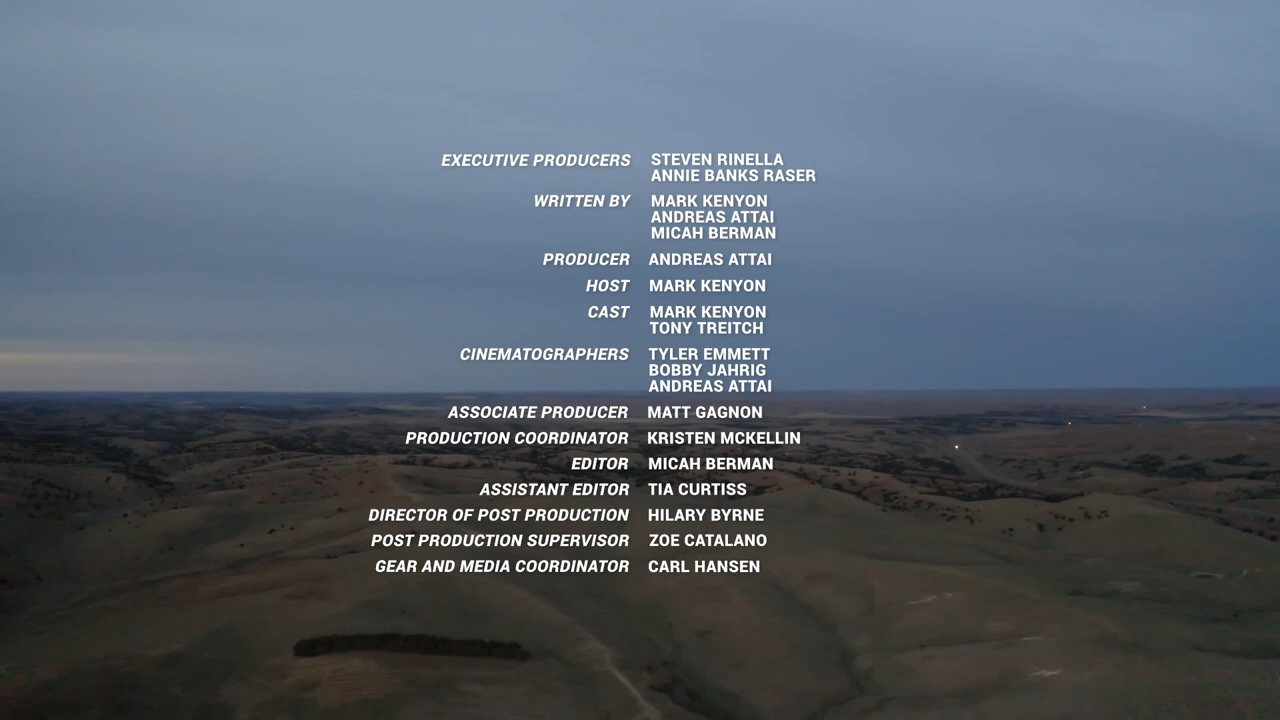 EXECUTIVE PRODUCERS STEVEN RINELLA
ANNIE BANKS RASER
WRITTEN BY MARK KENYON
ANDREAS ATTAI
MICAH BERMAN
PRODUCER ANDREAS ATTAI
HOST MARK KENYON
CAST MARK KENYON
TONY TREITCH
CINEMATOGRAPHERS TYLER EMMETT
BOBBY JAHRIG
ANDREAS ATTAI
ASSOCIATE PRODUCER MATT GAGNON
PRODUCTION COORDINATOR KRISTEN MCKELLIN
EDITOR MICAH BERMAN
ASSISTANT EDITOR TIA CURTISS
DIRECTOR OF POST PRODUCTION HILARY BYRNE
POST PRODUCTION SUPERVISOR ZOE CATALANO
GEAR AND MEDIA COORDINATOR CARL HANSEN